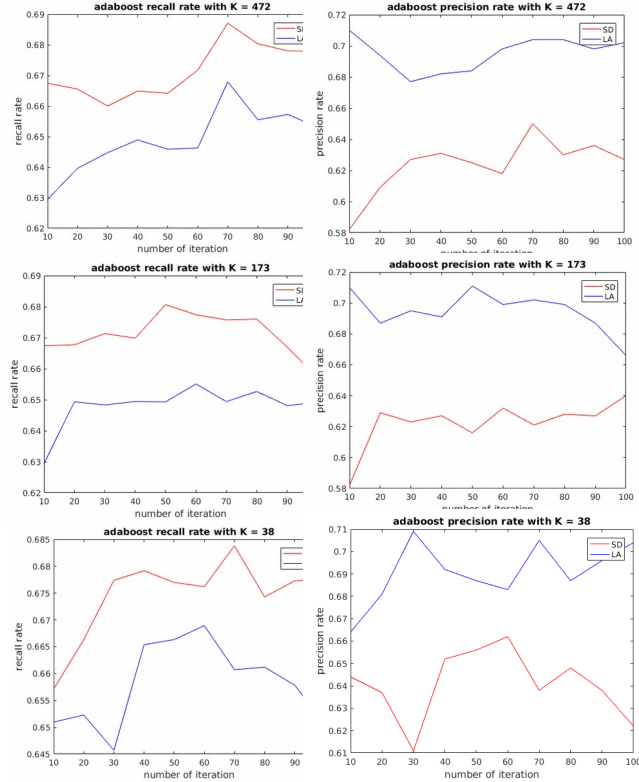 adaboost recall rate with K = 472
0.69
0.68
0.67
0.66
0.65
0.64
0.63
0.62
recall rate
10 20 30 40 50 60 70 80 90
number of iteration
adaboost precision rate with K = 472
0.72
0.7
0.68
0.66
0.64
0.62
0.6
0.58
precision rate
SD
LA
10 20 30 40 50 60 70 80 90 100
number of iteration
adaboost recall rate with K = 173
0.69
0.68
0.67
0.66
0.65
0.64
0.63
0.62
recall rate
SD
LA
10 20 30 40 50 60 70 80 90
number of iteration
adaboost precision rate with K = 173
0.72
0.7
0.68
0.66
0.64
0.62
0.6
0.58
precision rate
SD
LA
10 20 30 40 50 60 70 80 90 100
adaboost recall rate with K = 38
0.685
0.68
0.675
0.67
0.665
0.66
0.655
0.65
0.645
recall rate
10 20 30 40 50 60 70 80 90
number of iteration
adaboost precision rate with K = 38
0.71
0.7
0.69
0.68
0.67
0.66
0.65
0.64
0.63
0.62
0.61
precision rate
SD
LA
10 20 30 40 50 60 70 80 90 100
number of iteration